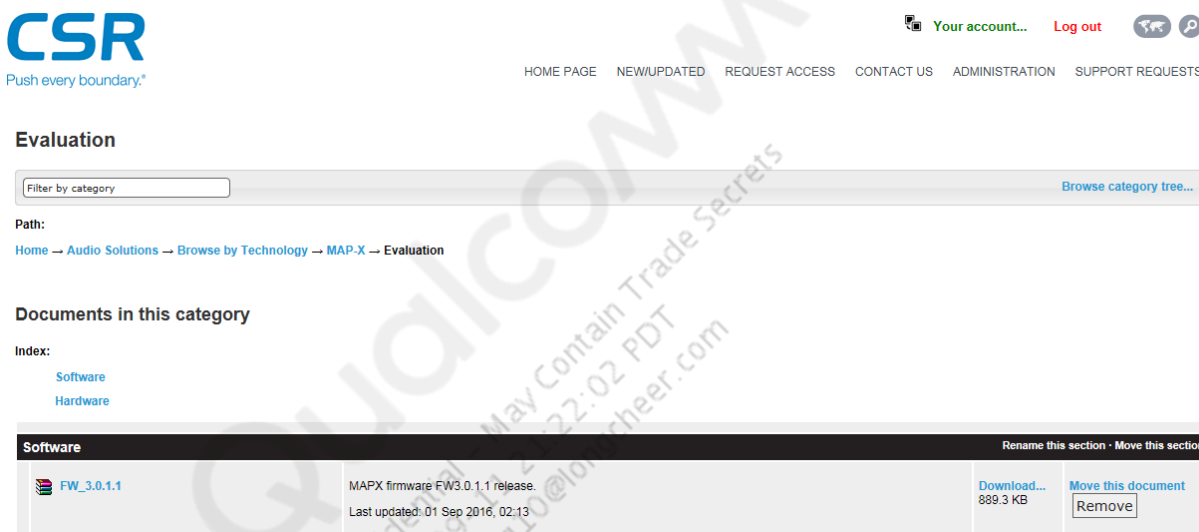 CSR
Push every boundary.®
Your account... Log out
HOME PAGE NEW/UPDATED REQUEST ACCESS CONTACT US ADMINISTRATION SUPPORT REQUESTS
Evaluation
Filter by category
Browse category tree...
Path:
Home → Audio Solutions → Browse by Technology → MAP-X → Evaluation
Documents in this category
Index:
Software
Hardware
Software Rename this section · Move this section
FW_3.0.1.1 MAPX firmware FW3.0.1.1 release. Download... Move this document
889.3 KB Remove
Last updated: 01 Sep 2016, 02:13
Qualcomm
May Contain Trade Secrets
21:22:02 PDT
@longcheer.com